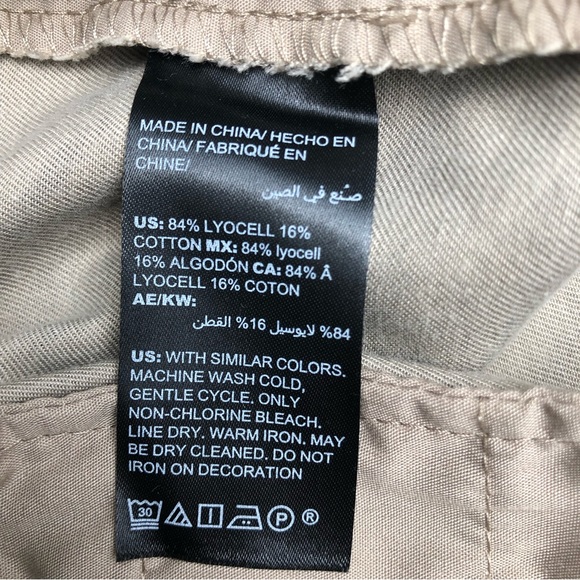 MADE IN CHINA/ HECHO EN
CHINA/ FABRIQUÉ EN
CHINE/
صنع في الصين
US: 84% LYOCELL 16%
COTTON MX: 84% lyocell
16% ALGODÓN CA: 84% Â
LYOCELL 16% COTON
AE/KW:
84% لايوسيل 16% القطن
US: WITH SIMILAR COLORS.
MACHINE WASH COLD,
GENTLE CYCLE. ONLY
NON-CHLORINE BLEACH.
LINE DRY. WARM IRON. MAY
BE DRY CLEANED. DO NOT
IRON ON DECORATION
30 P ®